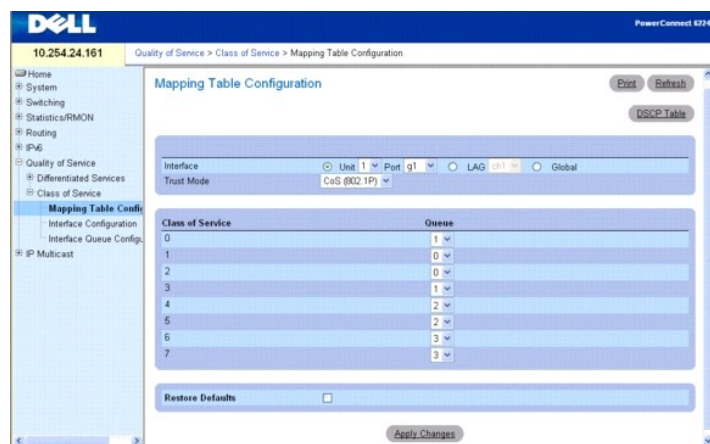 DELL
PowerConnect 6224
10.254.24.161
Quality of Service > Class of Service > Mapping Table Configuration
Home
System
Switching
Statistics/RMON
Routing
IPv6
Quality of Service
Differentiated Services
Class of Service
Mapping Table Config
Interface Configuration
Interface Queue Configu
IP Multicast
Mapping Table Configuration
Print Refresh
DSCP Table
Interface Unit 1 Port g1 LAG ch1 Global
Trust Mode CoS (802.1P)
Class of Service Queue
0 1
1 0
2 0
3 1
4 2
5 2
6 3
7 3
Restore Defaults
Apply Changes